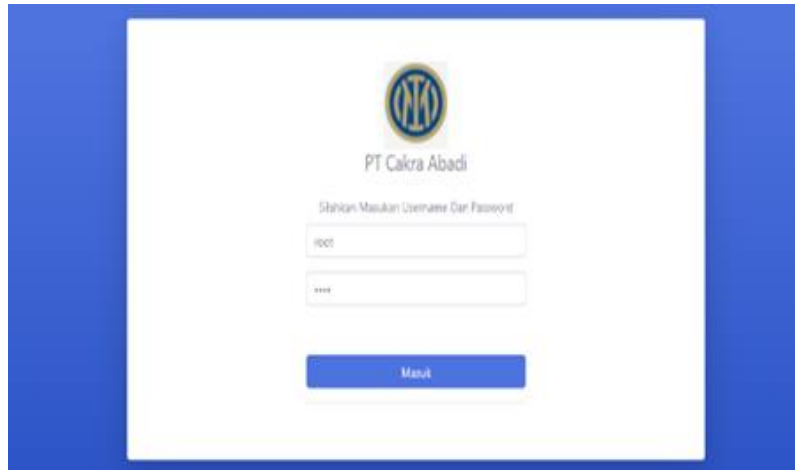 PT Cakra Abadi
Silahkan Masukan Username Dan Password
root
••••
Masuk